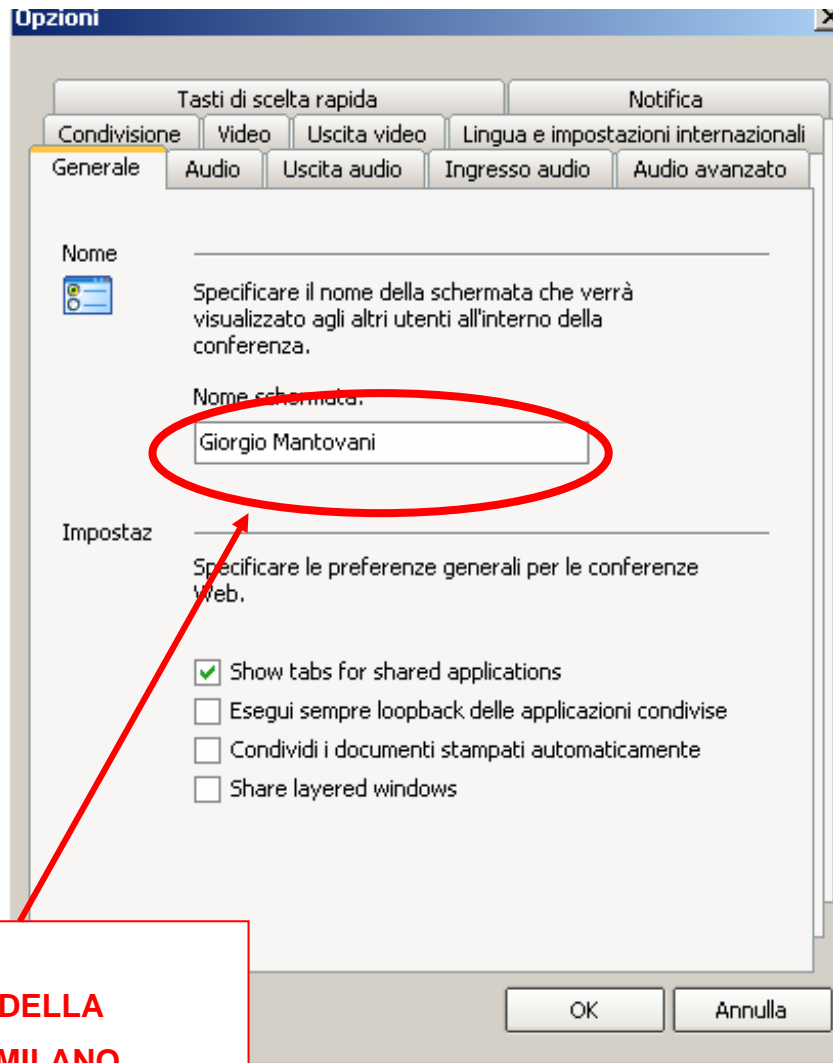 Opzioni
Tasti di scelta rapida
Notifica
Condivisione
Video
Uscita video
Lingua e impostazioni internazionali
Generale
Audio
Uscita audio
Ingresso audio
Audio avanzato
Nome
Specificare il nome della schermata che verrà
visualizzato agli altri utenti all'interno della
conferenza.
Nome schermata:
Giorgio Mantovani
Impostaz
Specificare le preferenze generali per le conferenze
Web.
Show tabs for shared applications
Esegui sempre loopback delle applicazioni condivise
Condividi i documenti stampati automaticamente
Share layered windows
DELLA
MILANO
OK
Annulla